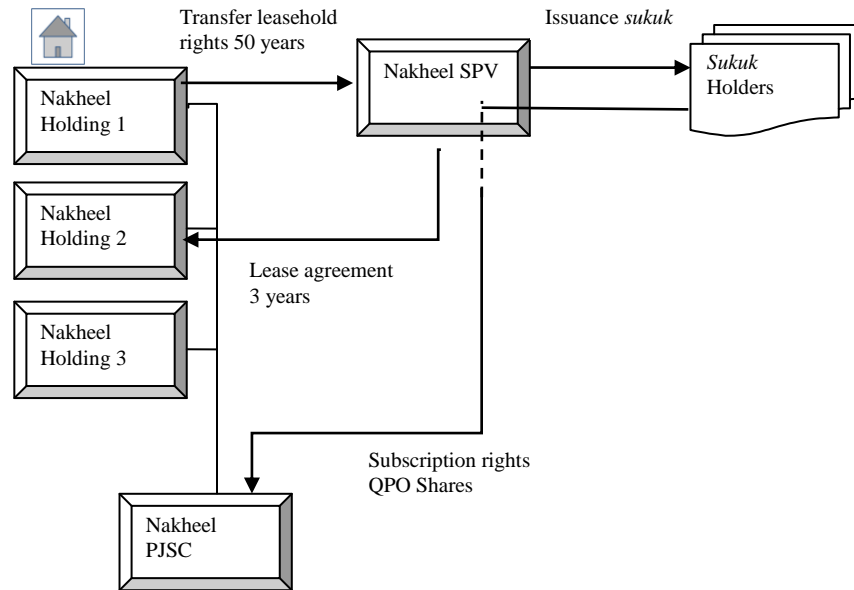 Transfer leasehold
rights 50 years
Issuance sukuk
Nakheel
Holding 1
Nakheel SPV
Sukuk
Holders
Nakheel
Holding 2
Lease agreement
3 years
Nakheel
Holding 3
Subscription rights
QPO Shares
Nakheel
PJSC